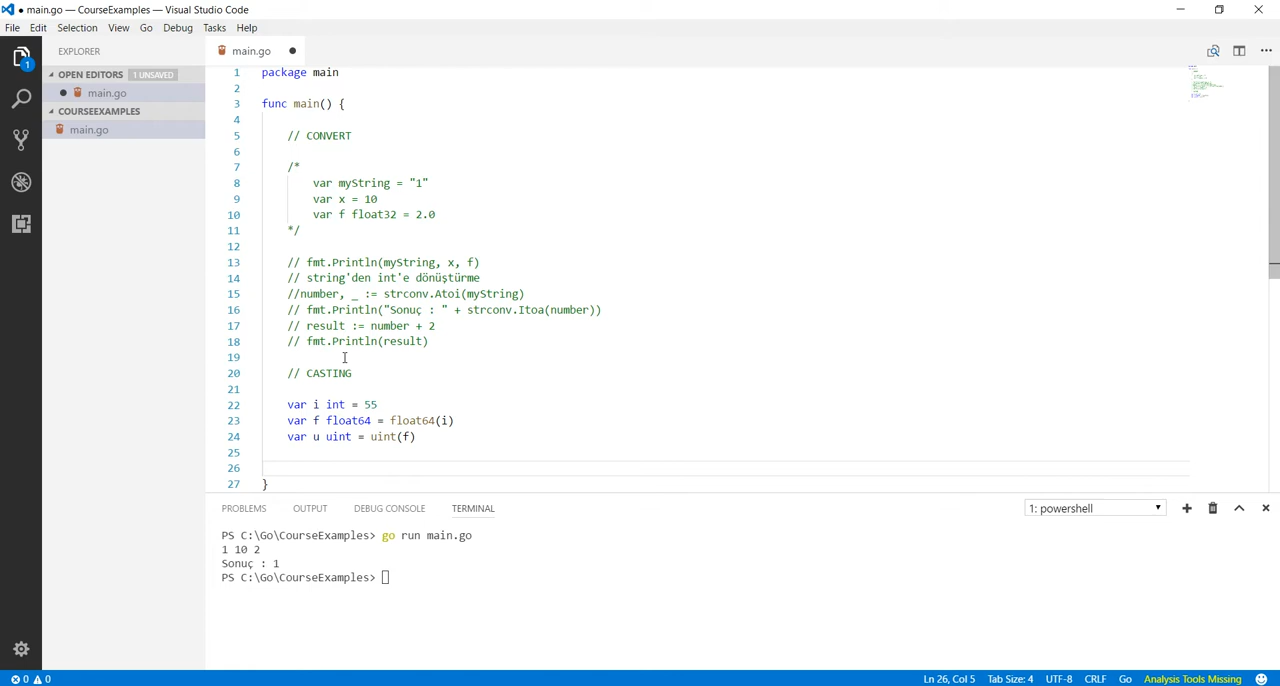 ● main.go — CourseExamples — Visual Studio Code
File Edit Selection View Go Debug Tasks Help
EXPLORER
OPEN EDITORS 1 UNSAVED
● main.go
COURSEEXAMPLES
main.go
1
main.go ●
1 package main
2
3 func main() {
4
5 // CONVERT
6
7 /*
8 var myString = "1"
9 var x = 10
10 var f float32 = 2.0
11 */
12
13 // fmt.Println(myString, x, f)
14 // string'den int'e dönüştürme
15 //number, _ := strconv.Atoi(myString)
16 // fmt.Println("Sonuç : " + strconv.Itoa(number))
17 // result := number + 2
18 // fmt.Println(result)
19
20 // CASTING
21
22 var i int = 55
23 var f float64 = float64(i)
24 var u uint = uint(f)
25
26
27 }
PROBLEMS OUTPUT DEBUG CONSOLE TERMINAL 1: powershell
PS C:\Go\CourseExamples> go run main.go
1 10 2
Sonuç : 1
PS C:\Go\CourseExamples>
0 0 Ln 26, Col 5 Tab Size: 4 UTF-8 CRLF Go Analysis Tools Missing